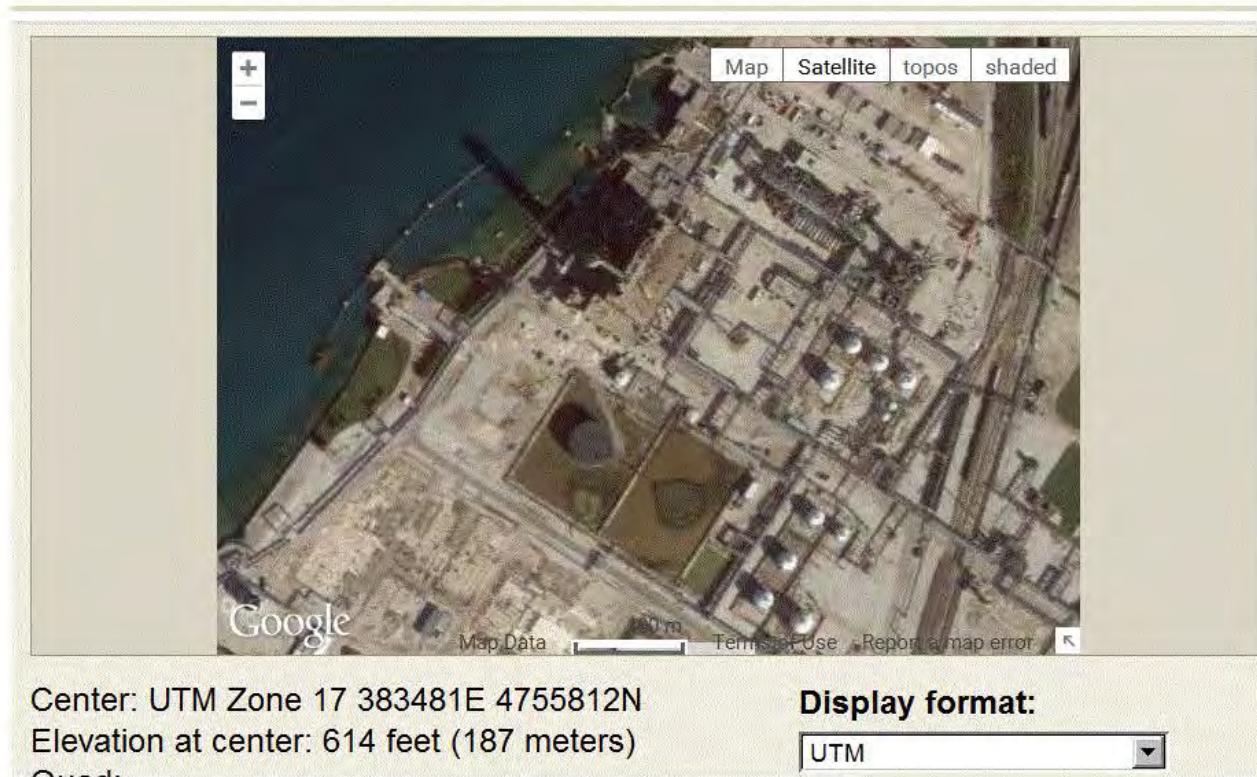 +
Map Satellite topos shaded
−
Google
Map Data
Terms of Use Report a map error
Center: UTM Zone 17 383481E 4755812N
Display format:
Elevation at center: 614 feet (187 meters)
UTM